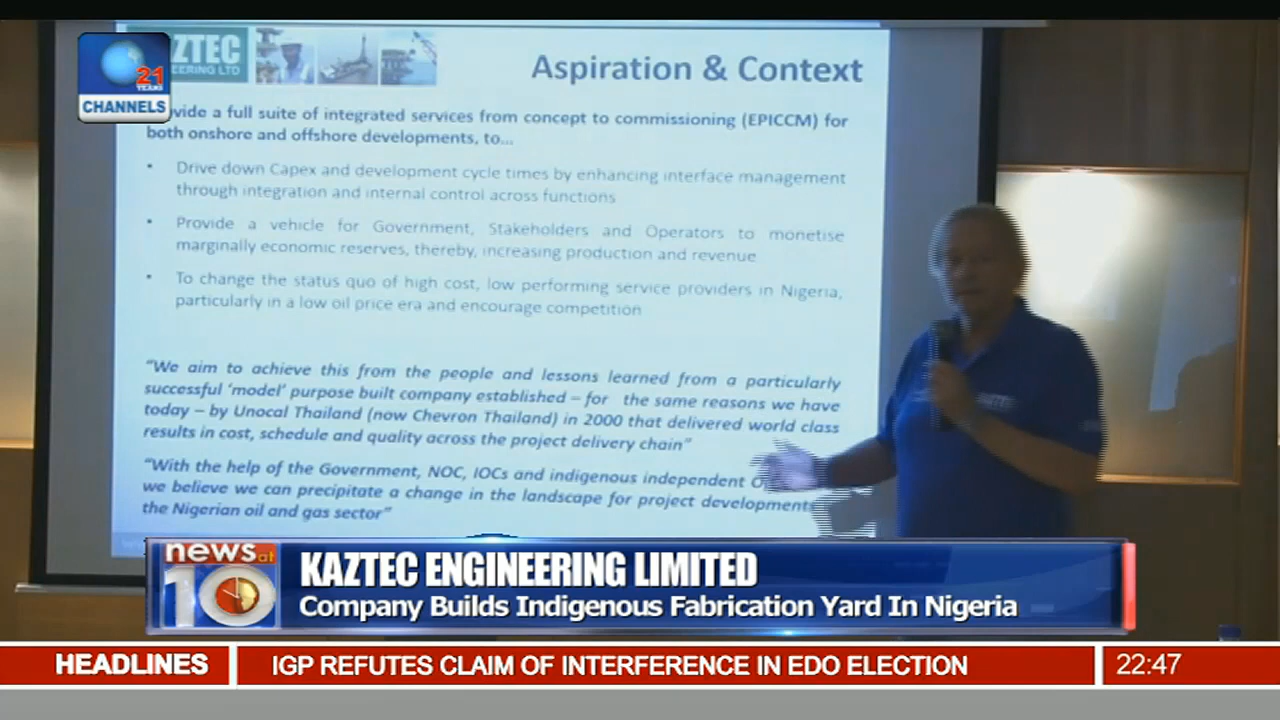 ZTEC
EERING LTD
21
YEARS
CHANNELS
Aspiration & Context
vide a full suite of integrated services from concept to commissioning (EPICCM) for
both onshore and offshore developments, to...
• Drive down Capex and development cycle times by enhancing interface management
through integration and internal control across functions
• Provide a vehicle for Government, Stakeholders and Operators to monetise
marginally economic reserves, thereby, increasing production and revenue
• To change the status quo of high cost, low performing service providers in Nigeria,
particularly in a low oil price era and encourage competition
"We aim to achieve this from the people and lessons learned from a particularly
successful 'model' purpose built company established – for the same reasons we have
today – by Unocal Thailand (now Chevron Thailand) in 2000 that delivered world class
results in cost, schedule and quality across the project delivery chain"
"With the help of the Government, NOC, IOCs and indigenous independent O
we believe we can precipitate a change in the landscape for project developments
the Nigerian oil and gas sector"
news at
10
KAZTEC ENGINEERING LIMITED
Company Builds Indigenous Fabrication Yard In Nigeria
HEADLINES
IGP REFUTES CLAIM OF INTERFERENCE IN EDO ELECTION
22:47